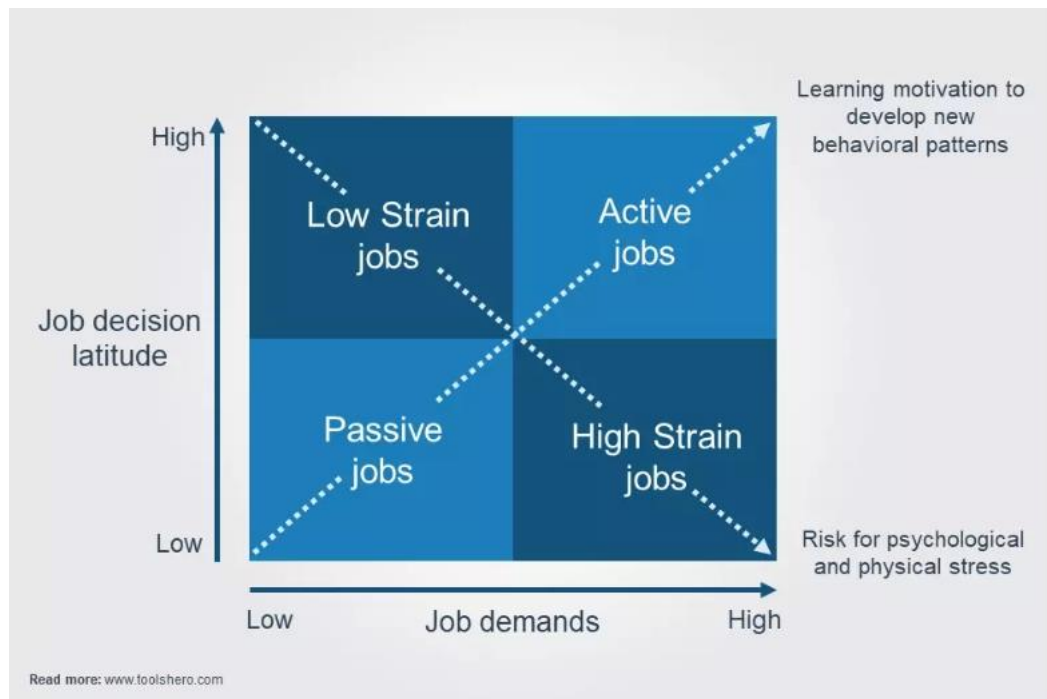 Learning motivation to
develop new
behavioral patterns
High
Low Strain
jobs
Active
jobs
Job decision
latitude
Passive
jobs
High Strain
jobs
Low
Risk for psychological
and physical stress
Low
Job demands
High
Read more: www.toolshero.com